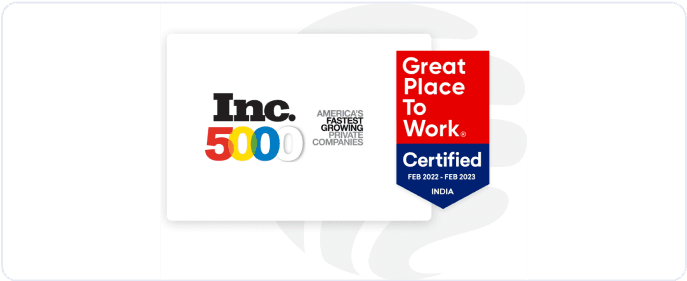 Inc.
5000
AMERICA'S
FASTEST
GROWING
PRIVATE
COMPANIES
Great
Place
To
Work®
Certified
FEB 2022 - FEB 2023
INDIA